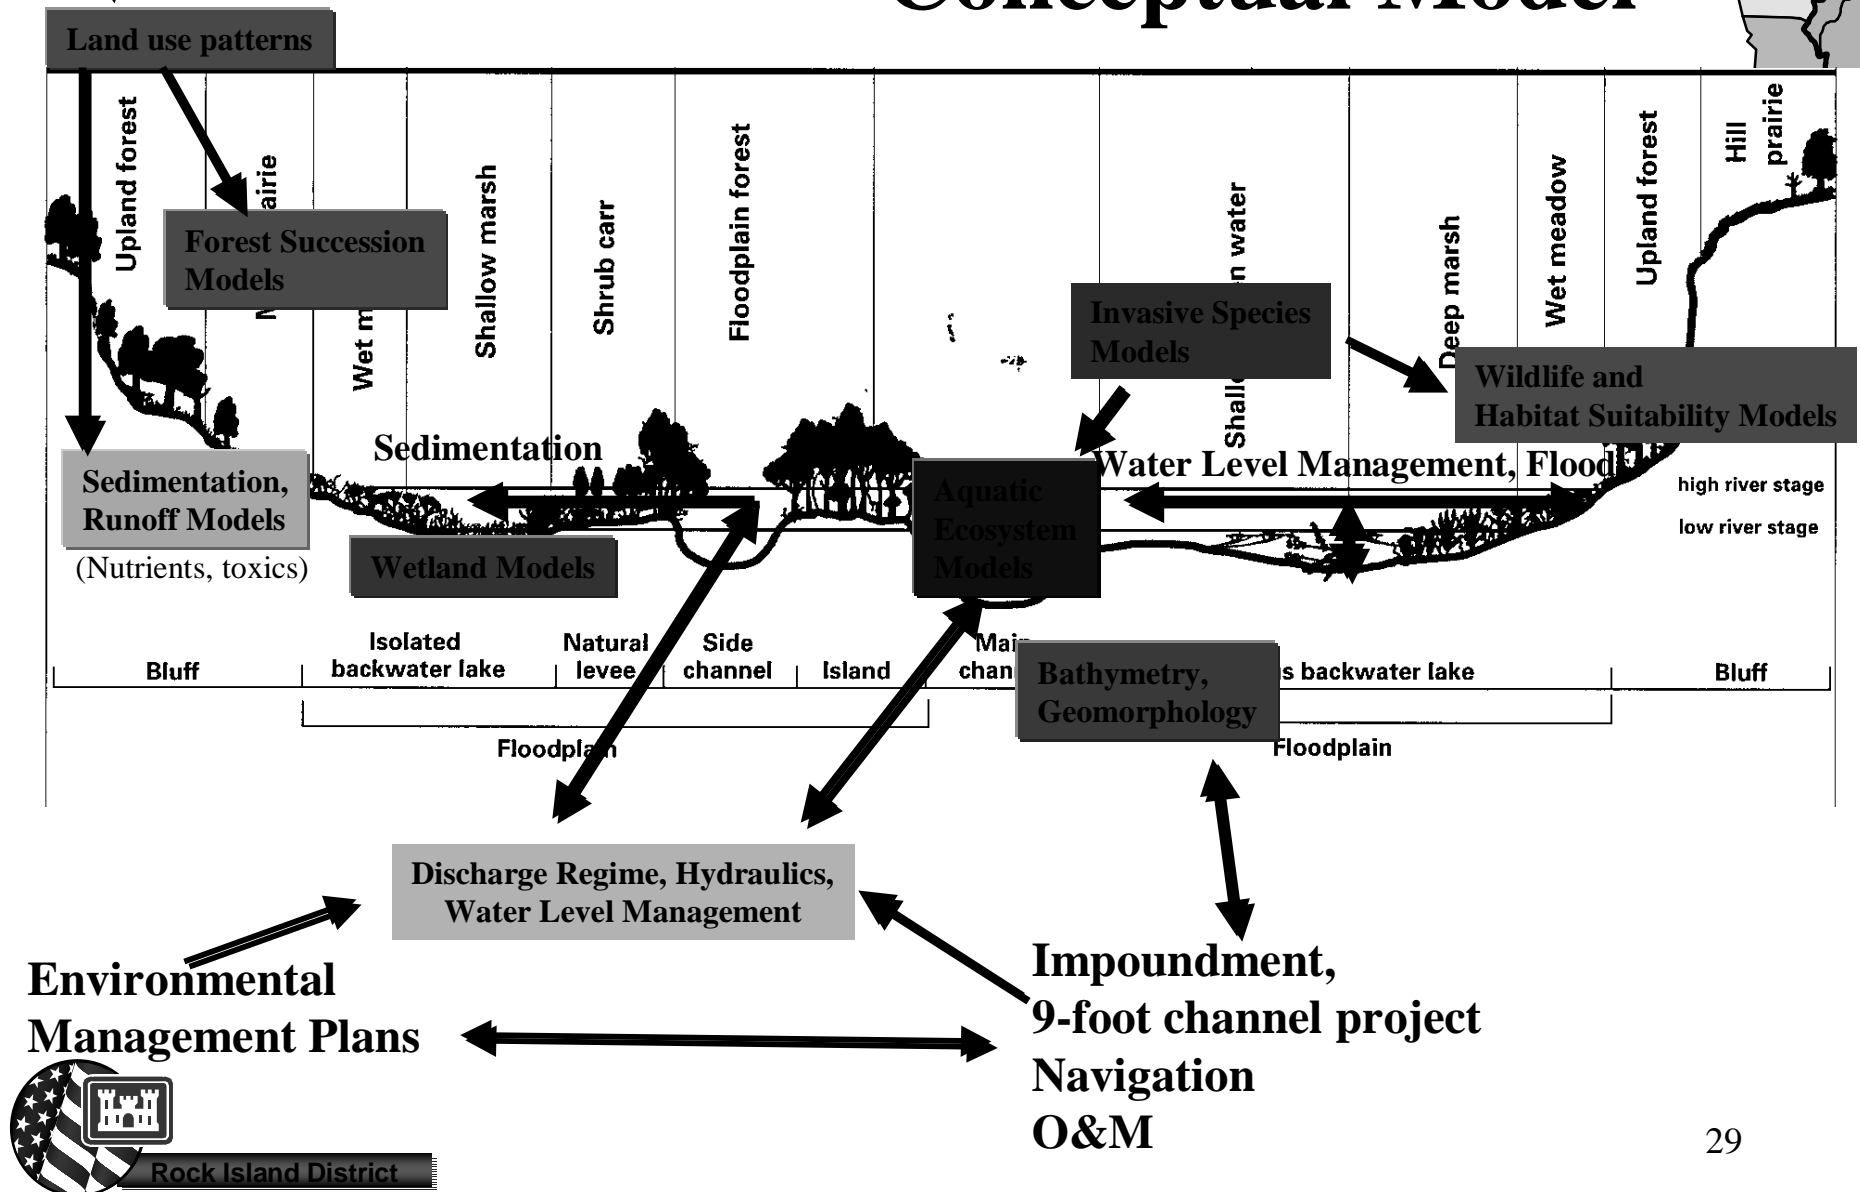 Conceptual Model
Land use patterns
Upland forest
Wet m
Shallow marsh
Shrub carr
Floodplain forest
Deep marsh
Wet meadow
Upland forest
Hill
prairie
Forest Succession
Models
Invasive Species
Models
Wildlife and
Habitat Suitability Models
Sedimentation
Water Level Management, Flood
Sedimentation,
Runoff Models
(Nutrients, toxics)
Wetland Models
Aquatic
Ecosystem
Models
high river stage
low river stage
Bluff
Isolated
backwater lake
Natural
levee
Side
channel
Island
Main
chan
Bathymetry,
Geomorphology
s backwater lake
Bluff
Floodplain
Floodplain
Discharge Regime, Hydraulics,
Water Level Management
Environmental
Management Plans
Impoundment,
9-foot channel project
Navigation
O&M
Rock Island District
29